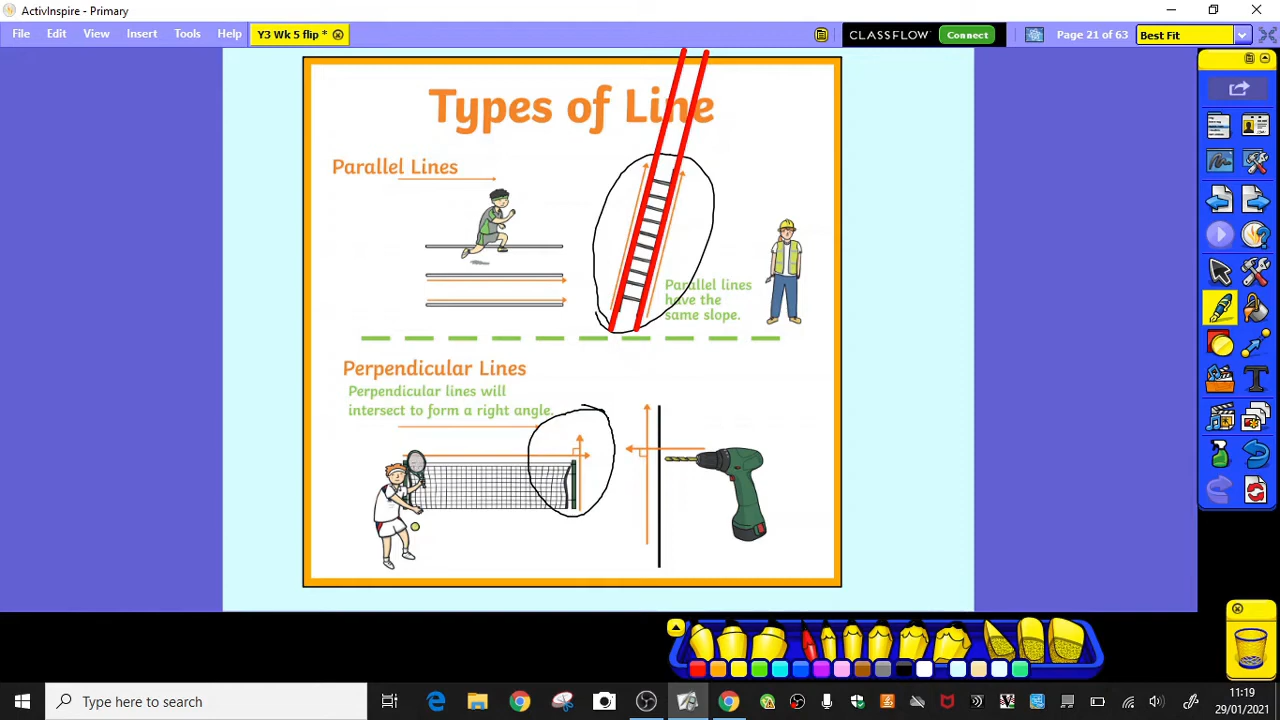 ActivInspire - Primary
File Edit View Insert Tools Help Y3 Wk 5 flip * CLASSFLOW Connect Page 21 of 63 Best Fit
Types of Line
Parallel Lines
Parallel lines
have the
same slope.
Perpendicular Lines
Perpendicular lines will
intersect to form a right angle.
Type here to search
11:19
29/01/2021